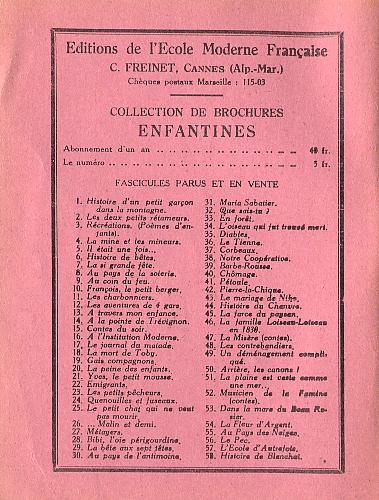 Editions de l'Ecole Moderne Française
C. FREINET, CANNES (Alp.-Mar.)
Chèques postaux Marseille : 115-03
COLLECTION DE BROCHURES
ENFANTINES
Abonnement d'un an .. .. .. .. .. .. .. .. .. .. 40 fr.
Le numéro .. .. .. .. .. .. .. .. .. .. .. .. 5 fr.
FASCICULES PARUS ET EN VENTE
1. Histoire d'un petit garçon
dans la montagne.
2. Les deux petits rétameurs.
3. Récréations. (Poèmes d'en-
fants).
4. La mine et les mineurs.
5. Il était une fois...
6. Histoire de bêtes.
7. La si grande fête.
8. Au pays de la soierie.
9. Au coin du feu.
10. François, le petit berger.
11. Les charbonniers.
12. Les aventures de 4 gars.
13. A travers mon enfance.
14. A la pointe de Trévignon.
15. Contes du soir.
16. A l'Institution Moderne.
17. Le journal du malade.
18. La mort de Toby.
19. Gais compagnons.
20. La peine des enfants.
21. Yves, le petit mousse.
22. Emigrants.
23. Les petits pêcheurs.
24. Quenouilles et fuseaux.
25. Le petit chat qui ne veut
pas mourir.
26. ... Malin et demi.
27. Métayers.
28. Bibi, l'oie périgourdine.
29. La bête aux sept têtes.
30. Au pays de l'antimoine.
31. Maria Sabatier.
32. Que sais-tu ?
33. En forêt.
34. L'oiseau qui fut trouvé mort.
35. Diables.
36. Le Tienne.
37. Corbeaux.
38. Notre Coopérative.
39. Barbe-Rousse.
40. Chômage.
41. Pétoule.
42. Pierre-la-Chique.
43. Le mariage de Niko.
44. Histoire du Chanvre.
45. La farce du paysan.
46. La famille Loiseau-Loiseau
en 1830.
47. La Misère (contes).
48. Les contrebandiers.
49. Un déménagement compli-
qué.
50. Arrière, les canons !
51. La plaine est vaste comme
une mer...
52. Musicien de la Famine
(contes).
53. Dans la mare du Beau Ro-
sier.
54. La Fleur d'Argent.
55. Au Pays des Neiges.
56. Le Pec.
57. L'Ecole d'Autrefois.
58. Histoire de Blanchet.